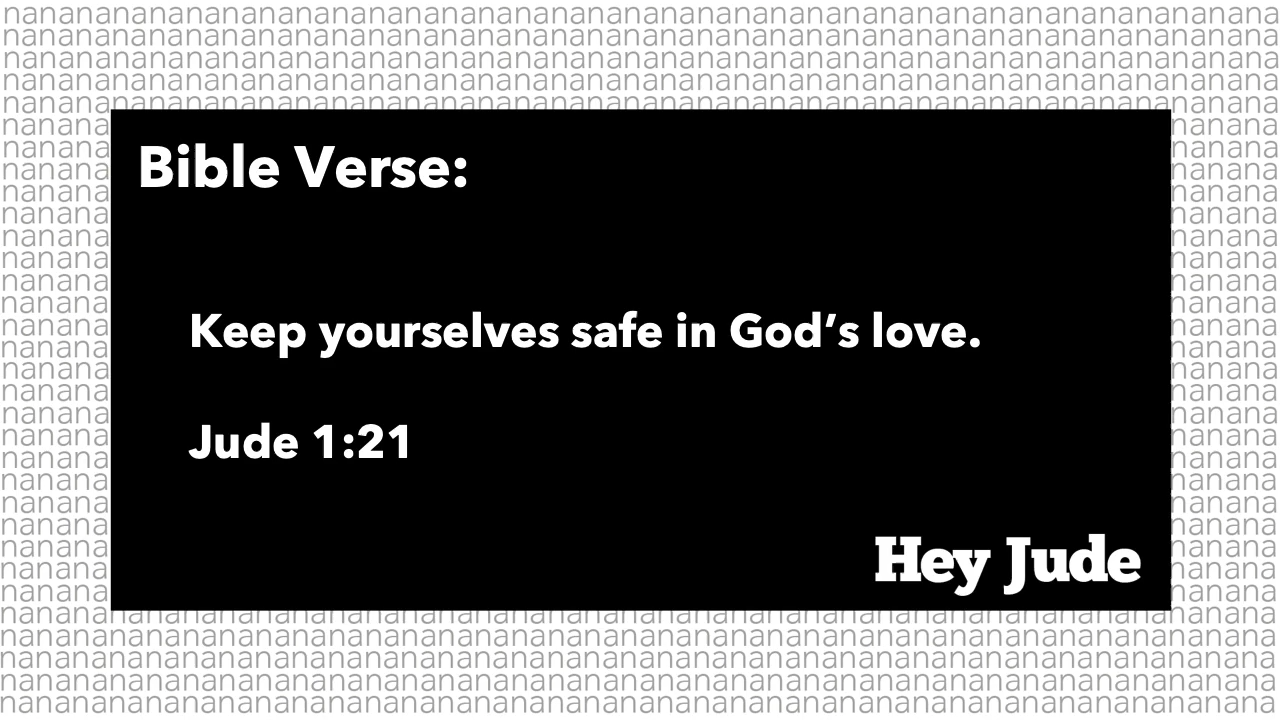 Bible Verse:
Keep yourselves safe in God’s love.
Jude 1:21
Hey Jude